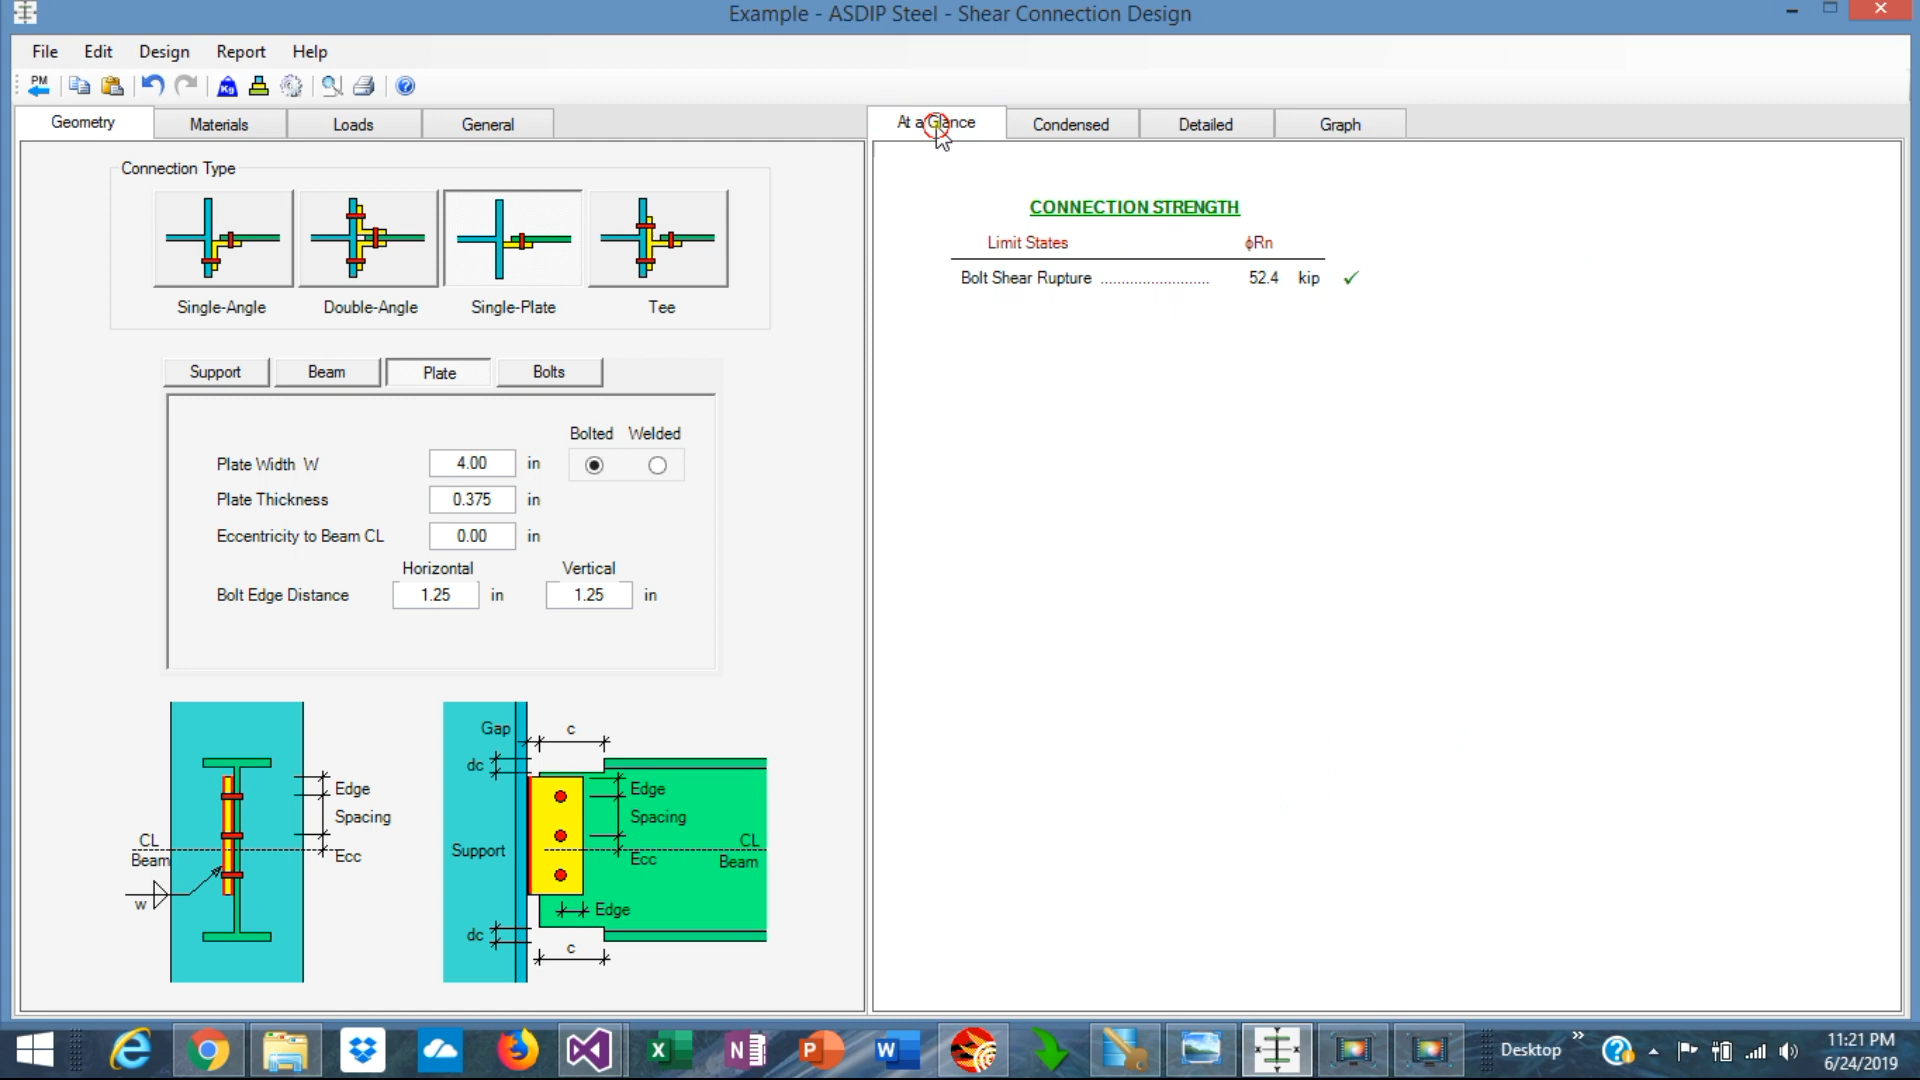 Example - ASDIP Steel - Shear Connection Design
File Edit Design Report Help
PM Kg
Geometry Materials Loads General
At a Glance Condensed Detailed Graph
Connection Type
Single-Angle Double-Angle Single-Plate Tee
Support Beam Plate Bolts
Bolted Welded
Plate Width W 4.00 in
Plate Thickness 0.375 in
Eccentricity to Beam CL 0.00 in
Horizontal Vertical
Bolt Edge Distance 1.25 in 1.25 in
Edge
Spacing
Ecc
CL
Beam
w
Gap
c
dc
Edge
Spacing
Support
Ecc
CL
Beam
Edge
dc
c
CONNECTION STRENGTH
Limit States ϕRn
Bolt Shear Rupture .......................... 52.4 kip ✓
Desktop
11:21 PM
6/24/2019